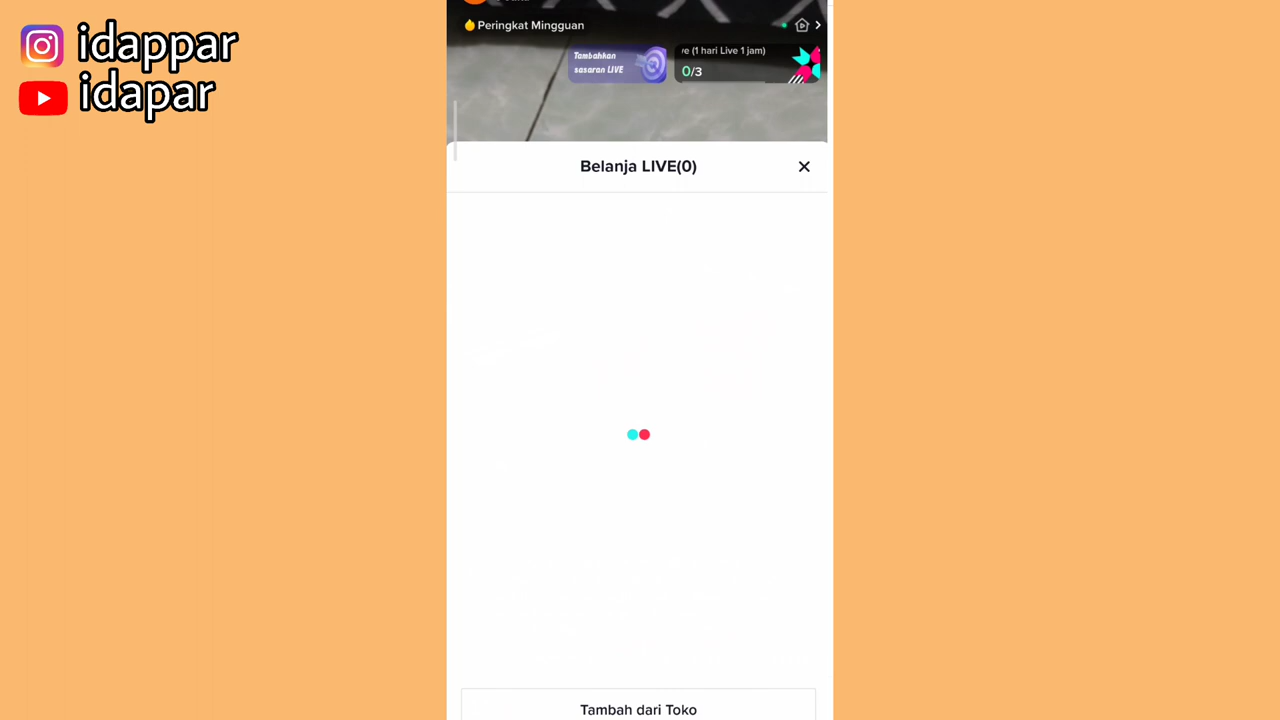 idappar
idapar
Peringkat Mingguan
Tambahkan
sasaran LIVE
re (1 hari Live 1 jam)
0/3
Belanja LIVE(0)
Tambah dari Toko